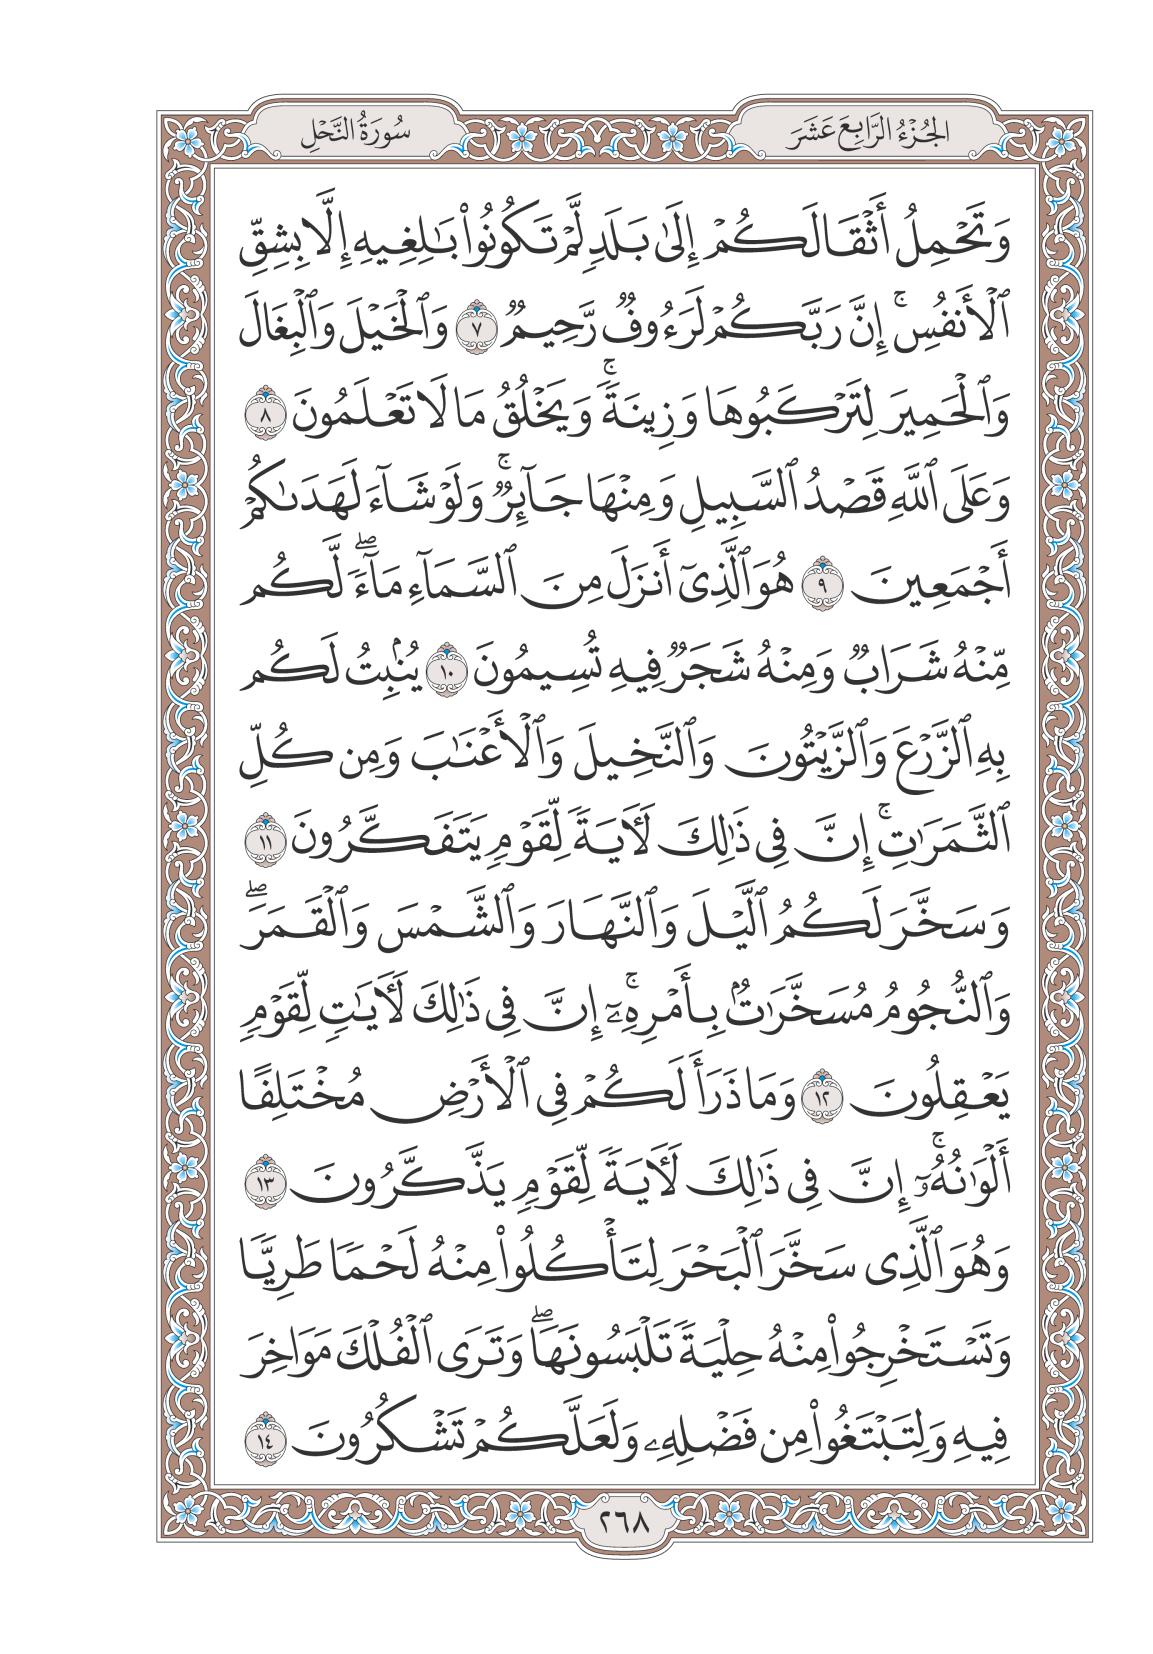 الجُزْءُ الرَّابِعَ عَشَرَ
سُورَةُ النَّحْلِ
وَتَحْمِلُ أَثْقَالَكُمْ إِلَىٰ بَلَدٍ لَّمْ تَكُونُوا۟ بَـٰلِغِيهِ إِلَّا بِشِقِّ
ٱلْأَنفُسِ ۚ إِنَّ رَبَّكُمْ لَرَءُوفٌ رَّحِيمٌ ٧ وَٱلْخَيْلَ وَٱلْبِغَالَ
وَٱلْحَمِيرَ لِتَرْكَبُوهَا وَزِينَةً ۚ وَيَخْلُقُ مَا لَا تَعْلَمُونَ ٨
وَعَلَى ٱللَّهِ قَصْدُ ٱلسَّبِيلِ وَمِنْهَا جَآئِرٌ ۚ وَلَوْ شَآءَ لَهَدَىٰكُمْ
أَجْمَعِينَ ٩ هُوَ ٱلَّذِىٓ أَنزَلَ مِنَ ٱلسَّمَآءِ مَآءً ۖ لَّكُم
مِّنْهُ شَرَابٌ وَمِنْهُ شَجَرٌ فِيهِ تُسِيمُونَ ١٠ يُنۢبِتُ لَكُم
بِهِ ٱلزَّرْعَ وَٱلزَّيْتُونَ وَٱلنَّخِيلَ وَٱلْأَعْنَـٰبَ وَمِن كُلِّ
ٱلثَّمَرَٰتِ ۚ إِنَّ فِى ذَٰلِكَ لَـَٔايَةً لِّقَوْمٍ يَتَفَكَّرُونَ ١١
وَسَخَّرَ لَكُمُ ٱلَّيْلَ وَٱلنَّهَارَ وَٱلشَّمْسَ وَٱلْقَمَرَ ۖ
وَٱلنُّجُومُ مُسَخَّرَٰتٌۢ بِأَمْرِهِۦٓ ۚ إِنَّ فِى ذَٰلِكَ لَـَٔايَـٰتٍ لِّقَوْمٍ
يَعْقِلُونَ ١٢ وَمَا ذَرَأَ لَكُمْ فِى ٱلْأَرْضِ مُخْتَلِفًا
أَلْوَٰنُهُۥٓ ۚ إِنَّ فِى ذَٰلِكَ لَـَٔايَةً لِّقَوْمٍ يَذَّكَّرُونَ ١٣
وَهُوَ ٱلَّذِى سَخَّرَ ٱلْبَحْرَ لِتَأْكُلُوا۟ مِنْهُ لَحْمًا طَرِيًّا
وَتَسْتَخْرِجُوا۟ مِنْهُ حِلْيَةً تَلْبَسُونَهَا ۖ وَتَرَى ٱلْفُلْكَ مَوَاخِرَ
فِيهِ وَلِتَبْتَغُوا۟ مِن فَضْلِهِۦ وَلَعَلَّكُمْ تَشْكُرُونَ ١٤
٢٦٨